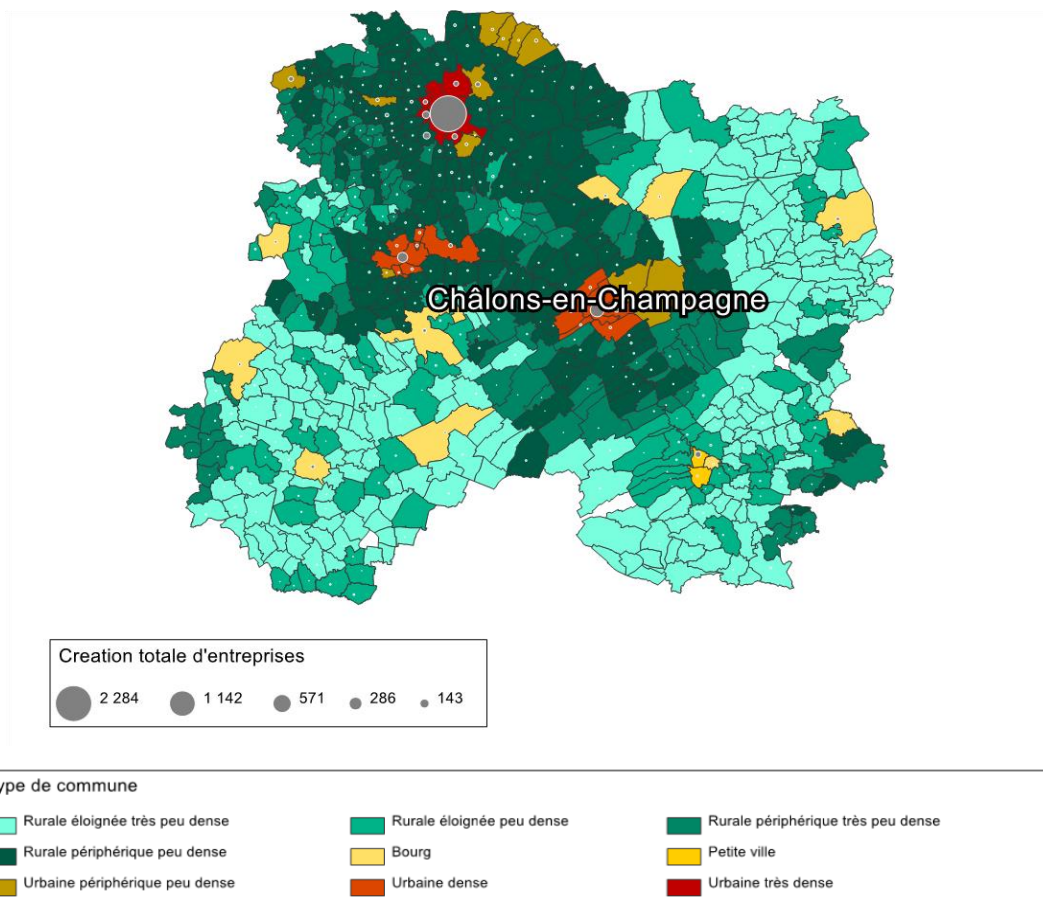 Châlons-en-Champagne
Creation totale d'entreprises
2 284 1 142 571 286 143
ype de commune
Rurale éloignée très peu dense Rurale éloignée peu dense Rurale périphérique très peu dense
Rurale périphérique peu dense Bourg Petite ville
Urbaine périphérique peu dense Urbaine dense Urbaine très dense